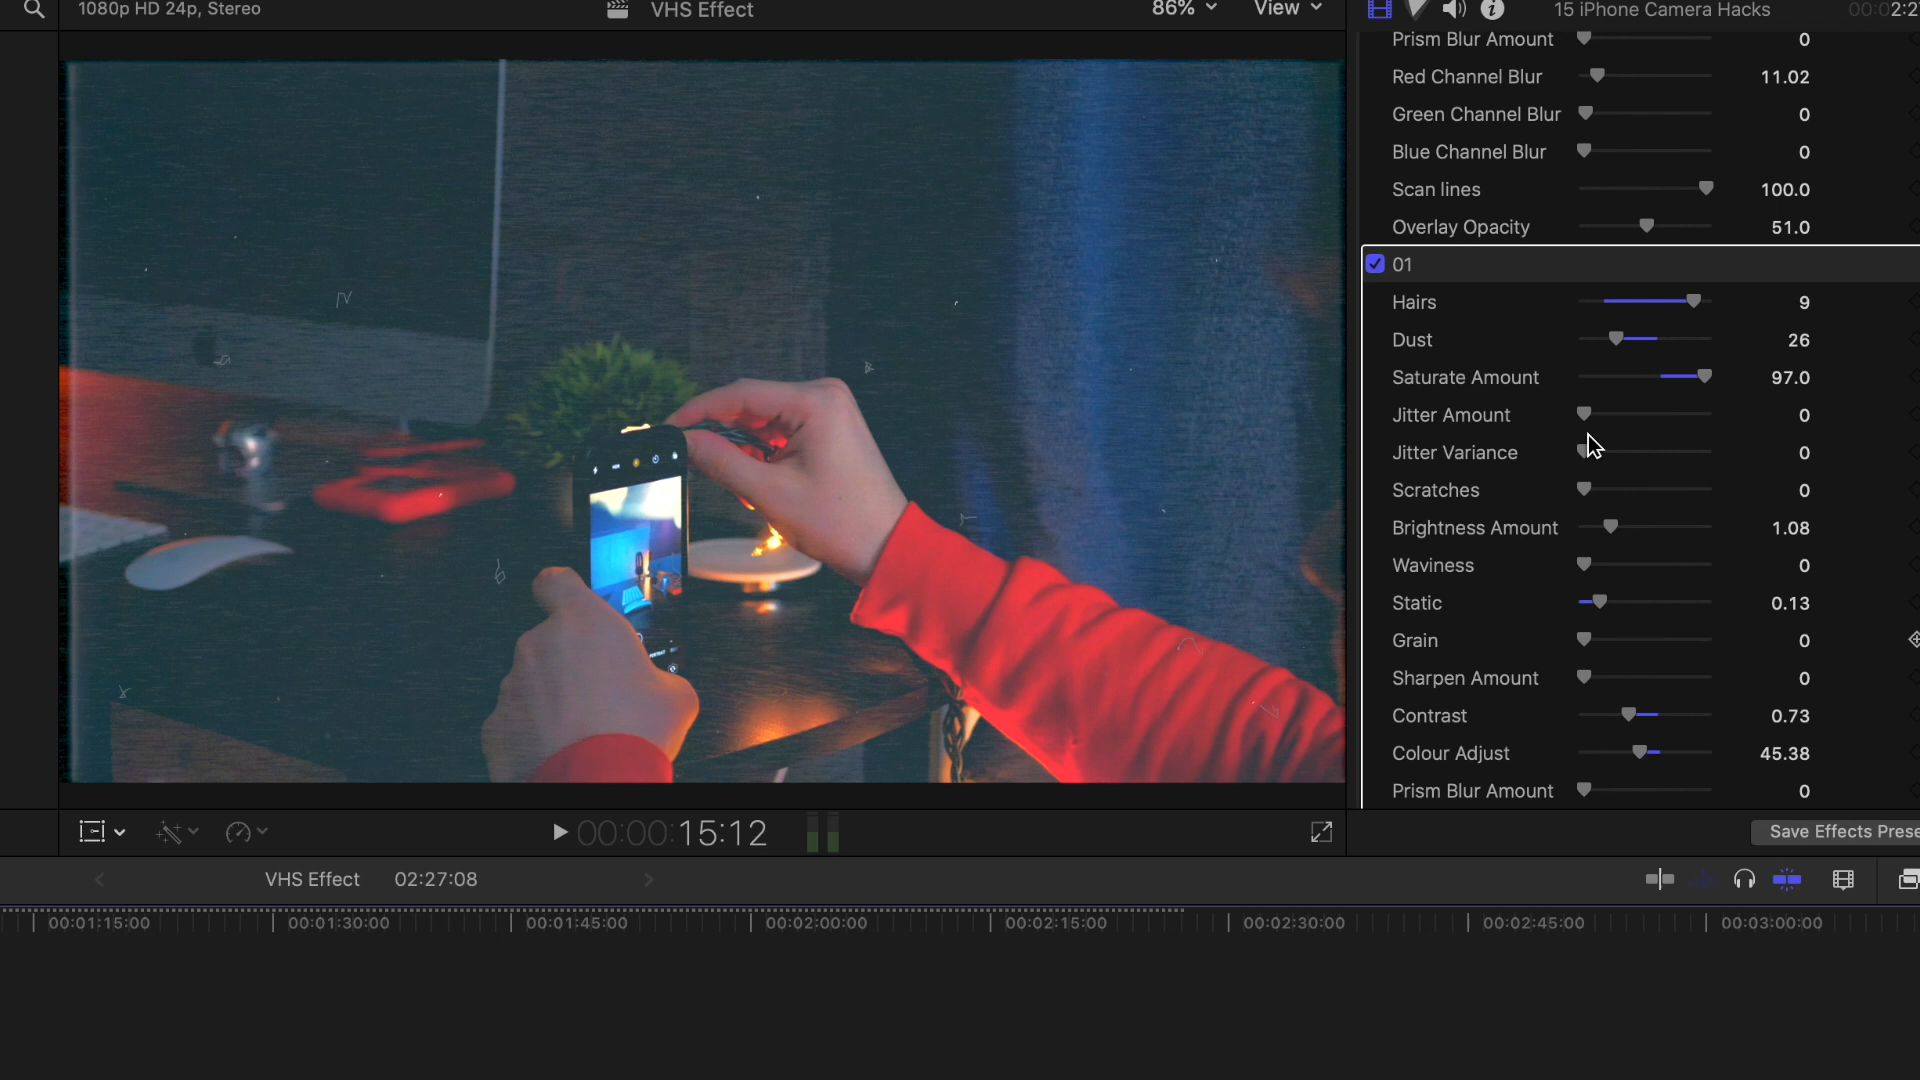 1080p HD 24p, Stereo
VHS Effect
86%
View
15 iPhone Camera Hacks
Prism Blur Amount 0
Red Channel Blur 11.02
Green Channel Blur 0
Blue Channel Blur 0
Scan lines 100.0
Overlay Opacity 51.0
01
Hairs 9
Dust 26
Saturate Amount 97.0
Jitter Amount 0
Jitter Variance 0
Scratches 0
Brightness Amount 1.08
Waviness 0
Static 0.13
Grain 0
Sharpen Amount 0
Contrast 0.73
Colour Adjust 45.38
Prism Blur Amount 0
00:00:15:12
Save Effects Prese
VHS Effect 02:27:08
00:01:15:00 00:01:30:00 00:01:45:00 00:02:00:00 00:02:15:00 00:02:30:00 00:02:45:00 00:03:00:00